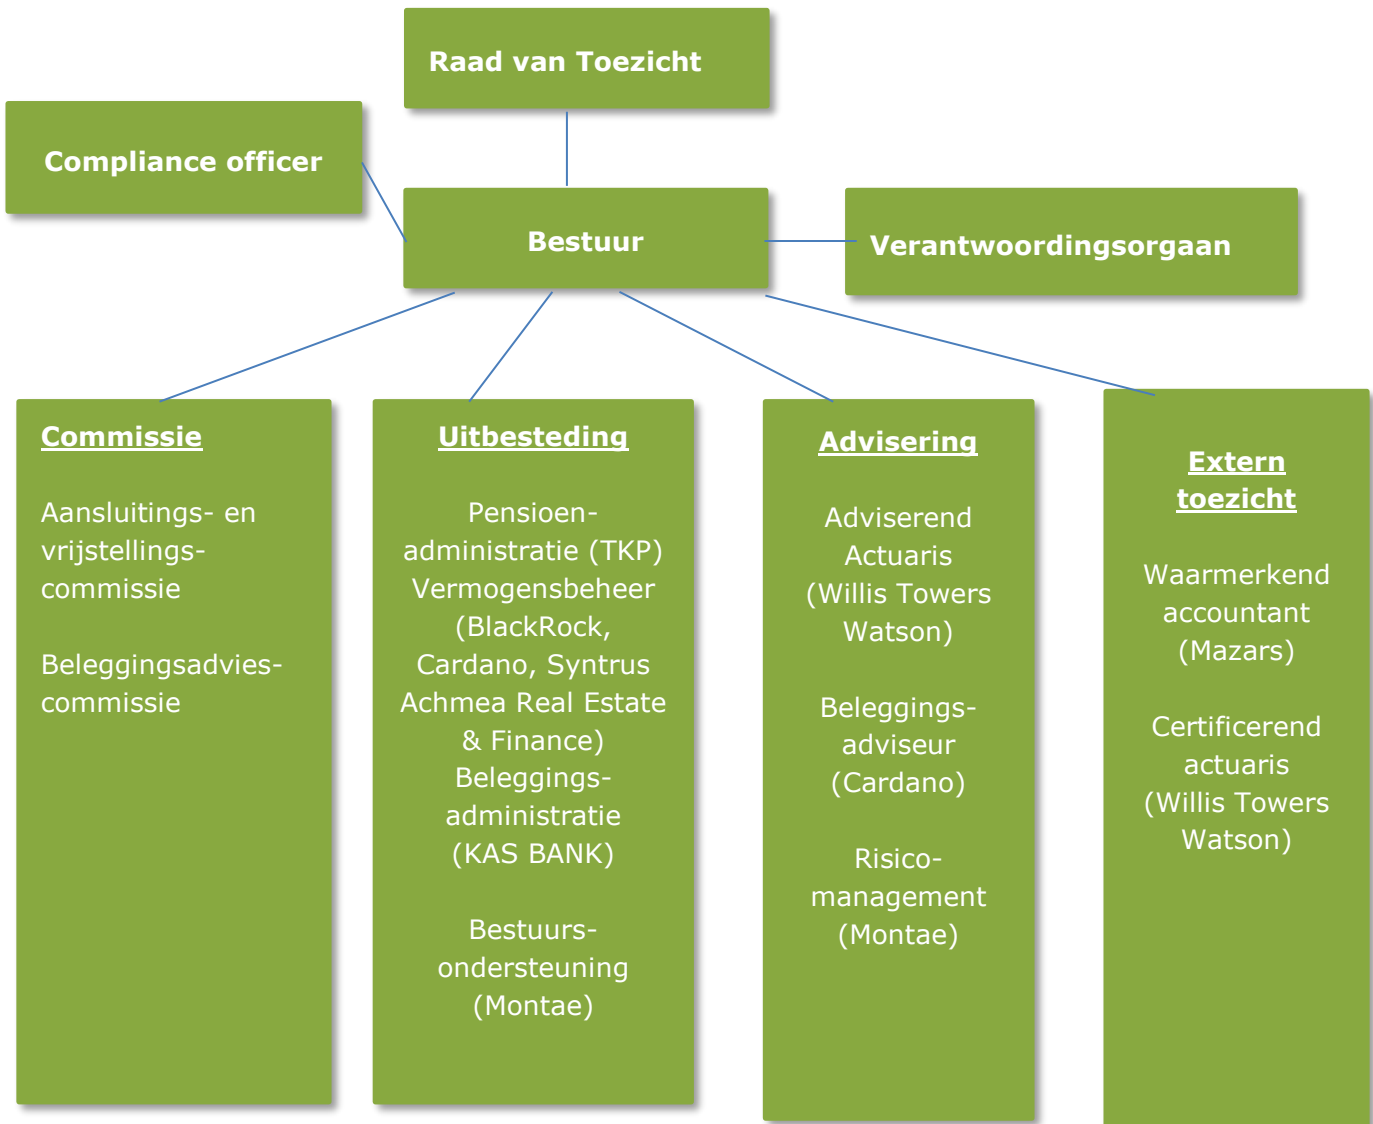 Raad van Toezicht
Compliance officer
Bestuur
Verantwoordingsorgaan
Commissie
Aansluitings- en
vrijstellings-
commissie
Beleggingsadvies-
commissie
Uitbesteding
Pensioen-
administratie (TKP)
Vermogensbeheer
(BlackRock,
Cardano, Syntrus
Achmea Real Estate
& Finance)
Beleggings-
administratie
(KAS BANK)
Bestuurs-
ondersteuning
(Montae)
Advisering
Adviserend
Actuaris
(Willis Towers
Watson)
Beleggings-
adviseur
(Cardano)
Risico-
management
(Montae)
Extern
toezicht
Waarmerkend
accountant
(Mazars)
Certificerend
actuaris
(Willis Towers
Watson)